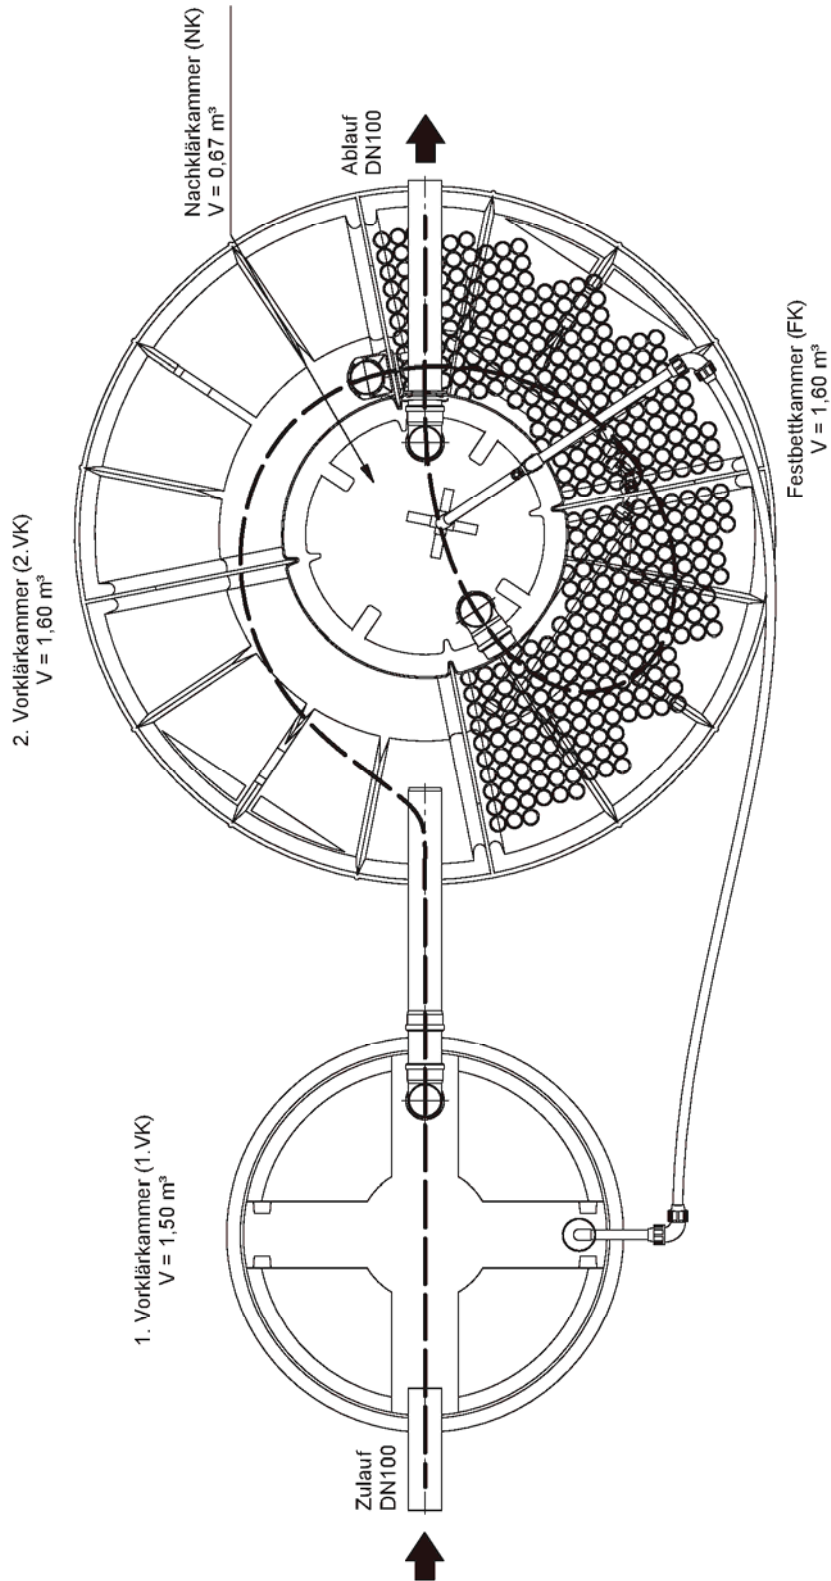 Zulauf
DN100
1. Vorklärkammer (1.VK)
V = 1,50 m³
2. Vorklärkammer (2.VK)
V = 1,60 m³
Nachklärkammer (NK)
V = 0,67 m³
Ablauf
DN100
Festbettkammer (FK)
V = 1,60 m³